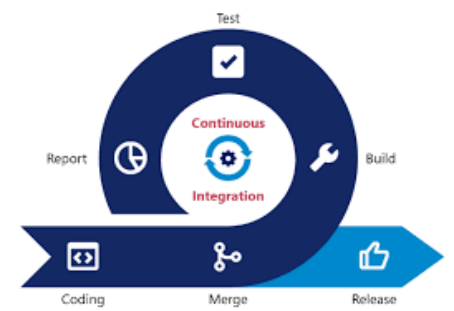 Test
Continuous
Integration
Report
Build
Coding
Merge
Release